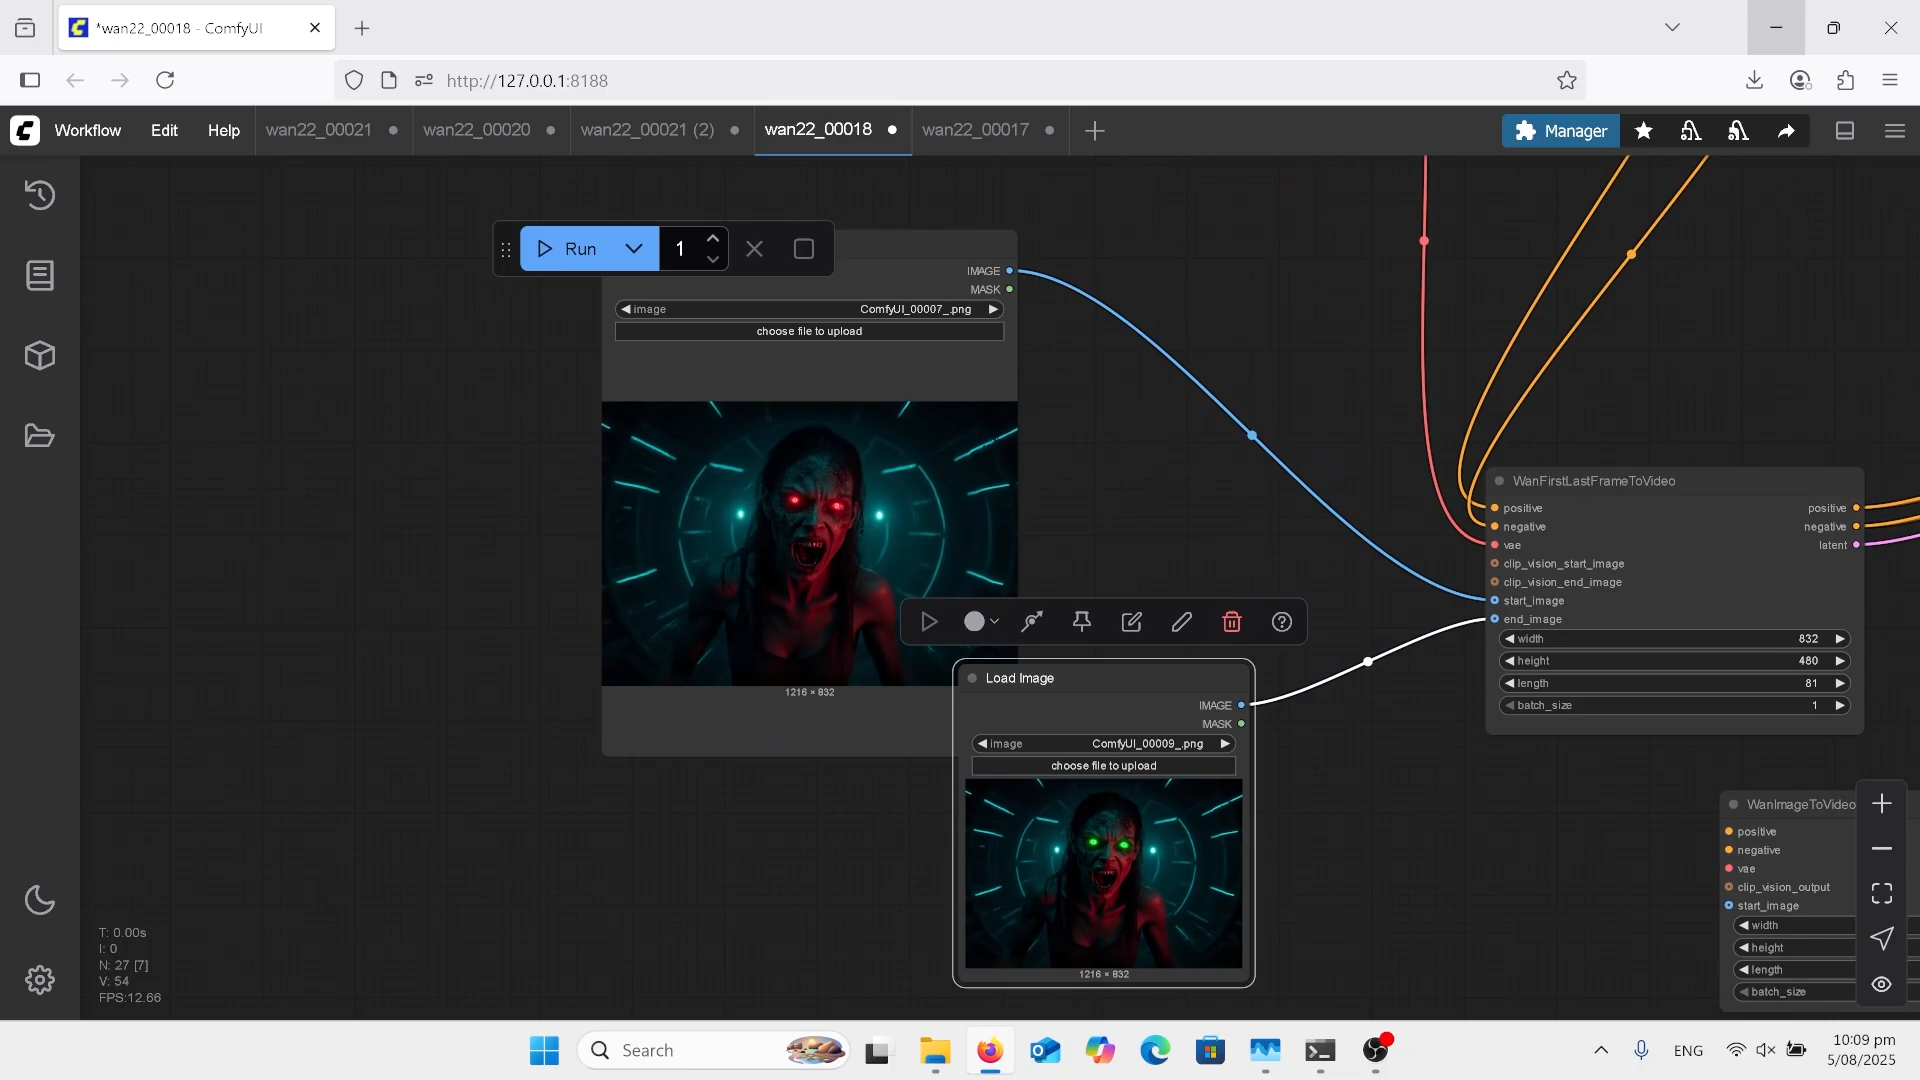 *wan22_00018 - ComfyUI
http://127.0.0.1:8188
Workflow
Edit
Help
wan22_00021
wan22_00020
wan22_00021 (2)
wan22_00018
wan22_00017
Manager
Run
1
IMAGE
MASK
image
ComfyUI_00007_.png
choose file to upload
1216 × 832
Load Image
IMAGE
MASK
image
ComfyUI_00009_.png
choose file to upload
1216 × 832
WanFirstLastFrameToVideo
positive
positive
negative
negative
vae
latent
clip_vision_start_image
clip_vision_end_image
start_image
end_image
width
832
height
480
length
81
batch_size
1
WanImageToVideo
positive
negative
vae
clip_vision_output
start_image
width
height
length
batch_size
T: 0.00s
I: 0
N: 27 [7]
V: 54
FPS:12.66
Search
ENG
10:09 pm
5/08/2025